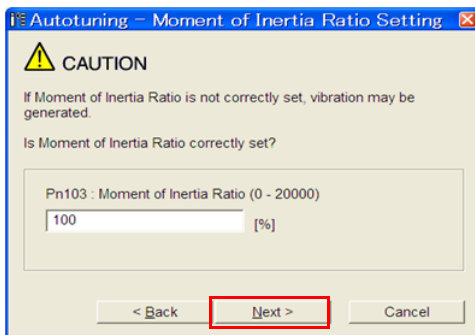 Autotuning - Moment of Inertia Ratio Setting
CAUTION
If Moment of Inertia Ratio is not correctly set, vibration may be
generated.
Is Moment of Inertia Ratio correctly set?
Pn103 : Moment of Inertia Ratio (0 - 20000)
100 [%]
< Back Next > Cancel